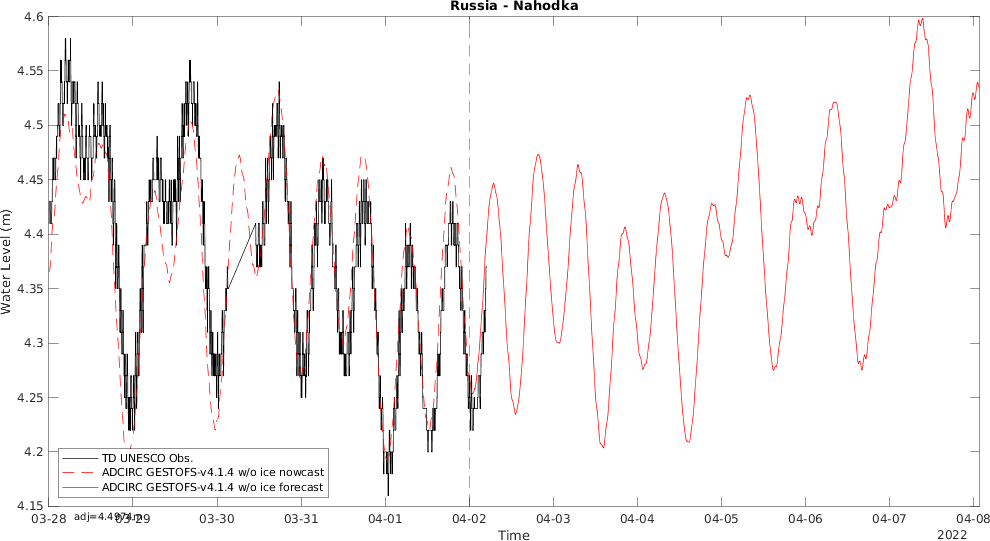 Russia - Nahodka
Water Level (m)
4.6
4.55
4.5
4.45
4.4
4.35
4.3
4.25
4.2
4.15
TD UNESCO Obs.
ADCIRC GESTOFS-v4.1.4 w/o ice nowcast
ADCIRC GESTOFS-v4.1.4 w/o ice forecast
adj=4.4974m
03-28 03-29 03-30 03-31 04-01 04-02 04-03 04-04 04-05 04-06 04-07 04-08
Time
2022